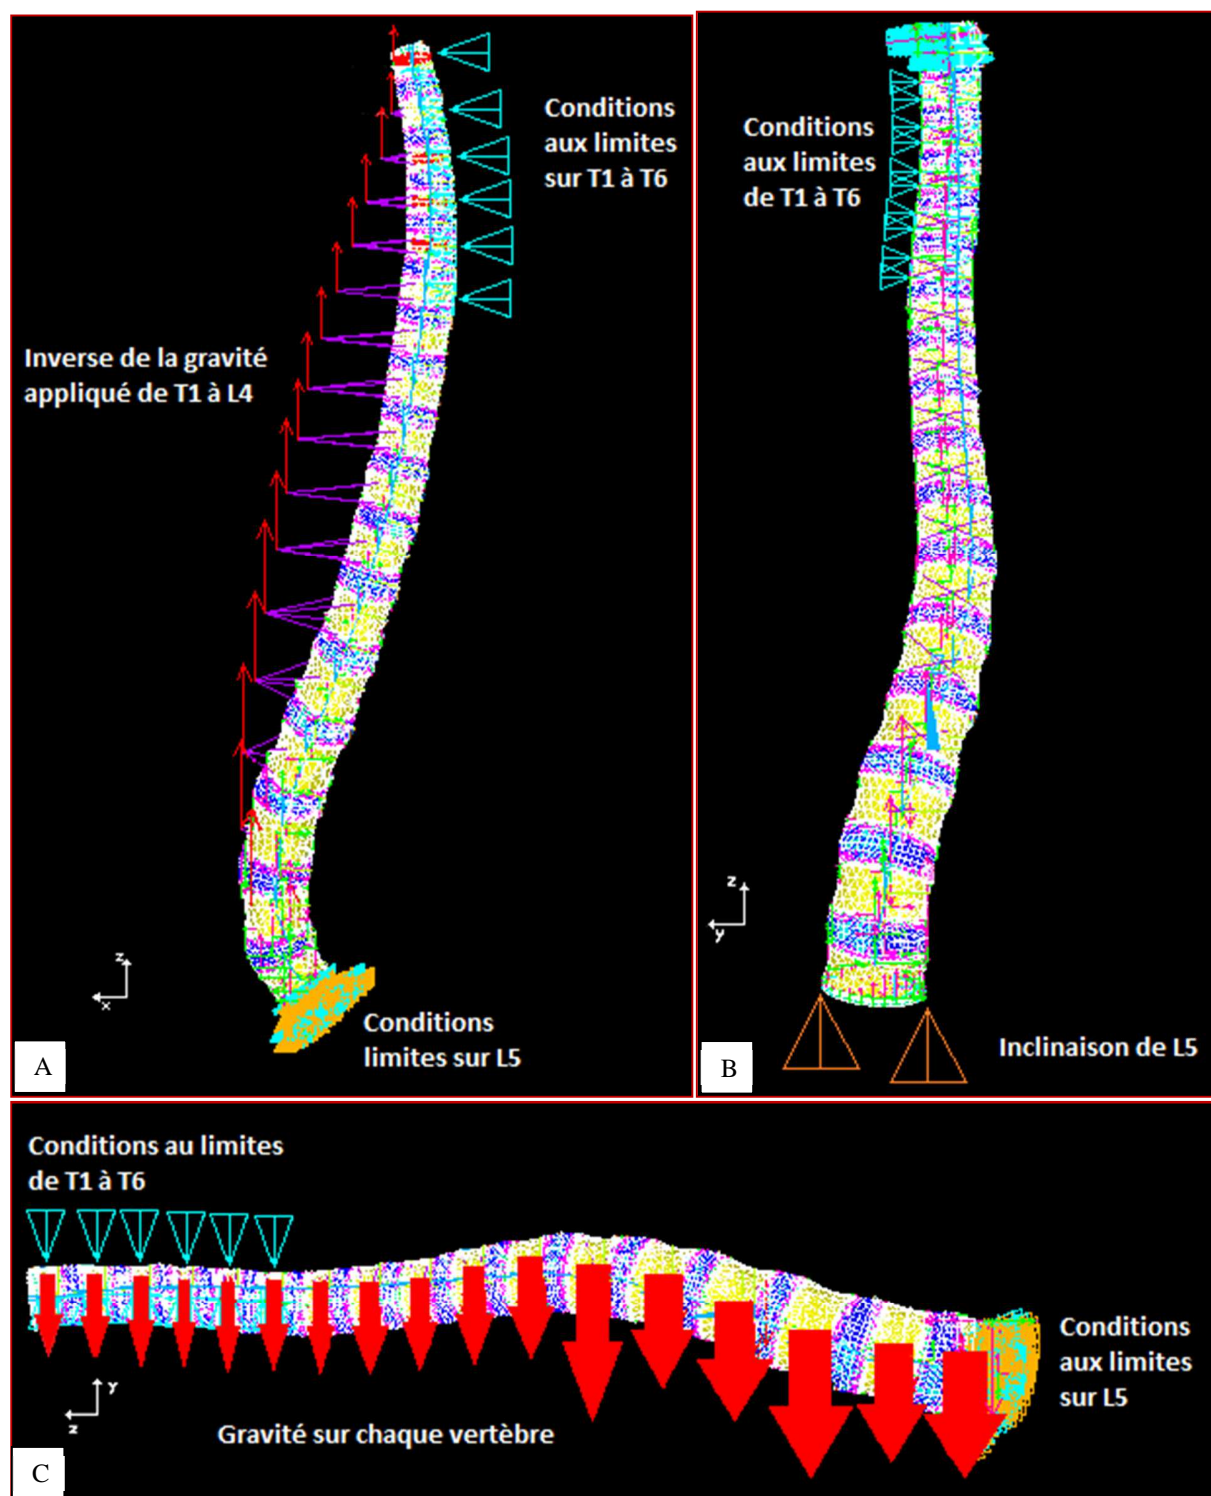 Conditions
aux limites
sur T1 à T6
Inverse de la gravité
appliqué de T1 à L4
z
x
Conditions
limites sur L5
A
Conditions
aux limites
de T1 à T6
z
y
Inclinaison de L5
B
Conditions au limites
de T1 à T6
Conditions
aux limites
sur L5
y
z
Gravité sur chaque vertèbre
C